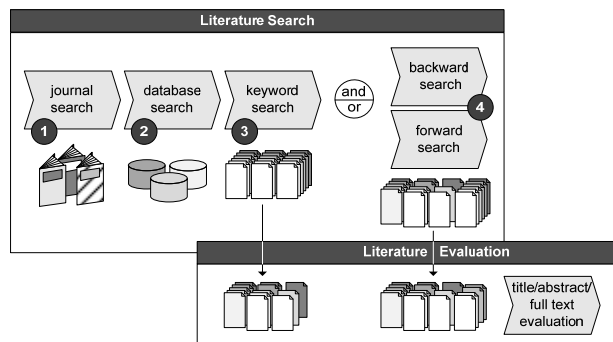 Literature Search
journal
search
1
database
search
2
keyword
search
3
and
or
backward
search
4
forward
search
Literature Evaluation
title/abstract/
full text
evaluation